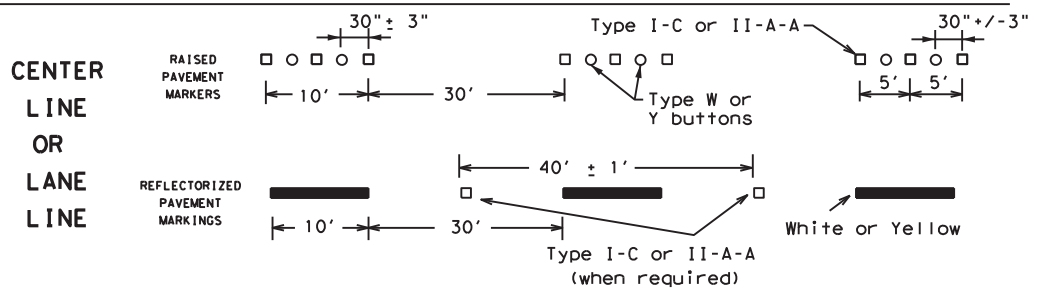 CENTER
LINE
OR
LANE
LINE
RAISED
PAVEMENT
MARKERS
30"± 3"
Type I-C or II-A-A
30"+/-3"
10'
30'
5'
5'
Type W or
Y buttons
40' ± 1'
REFLECTORIZED
PAVEMENT
MARKINGS
10'
30'
Type I-C or II-A-A
(when required)
White or Yellow